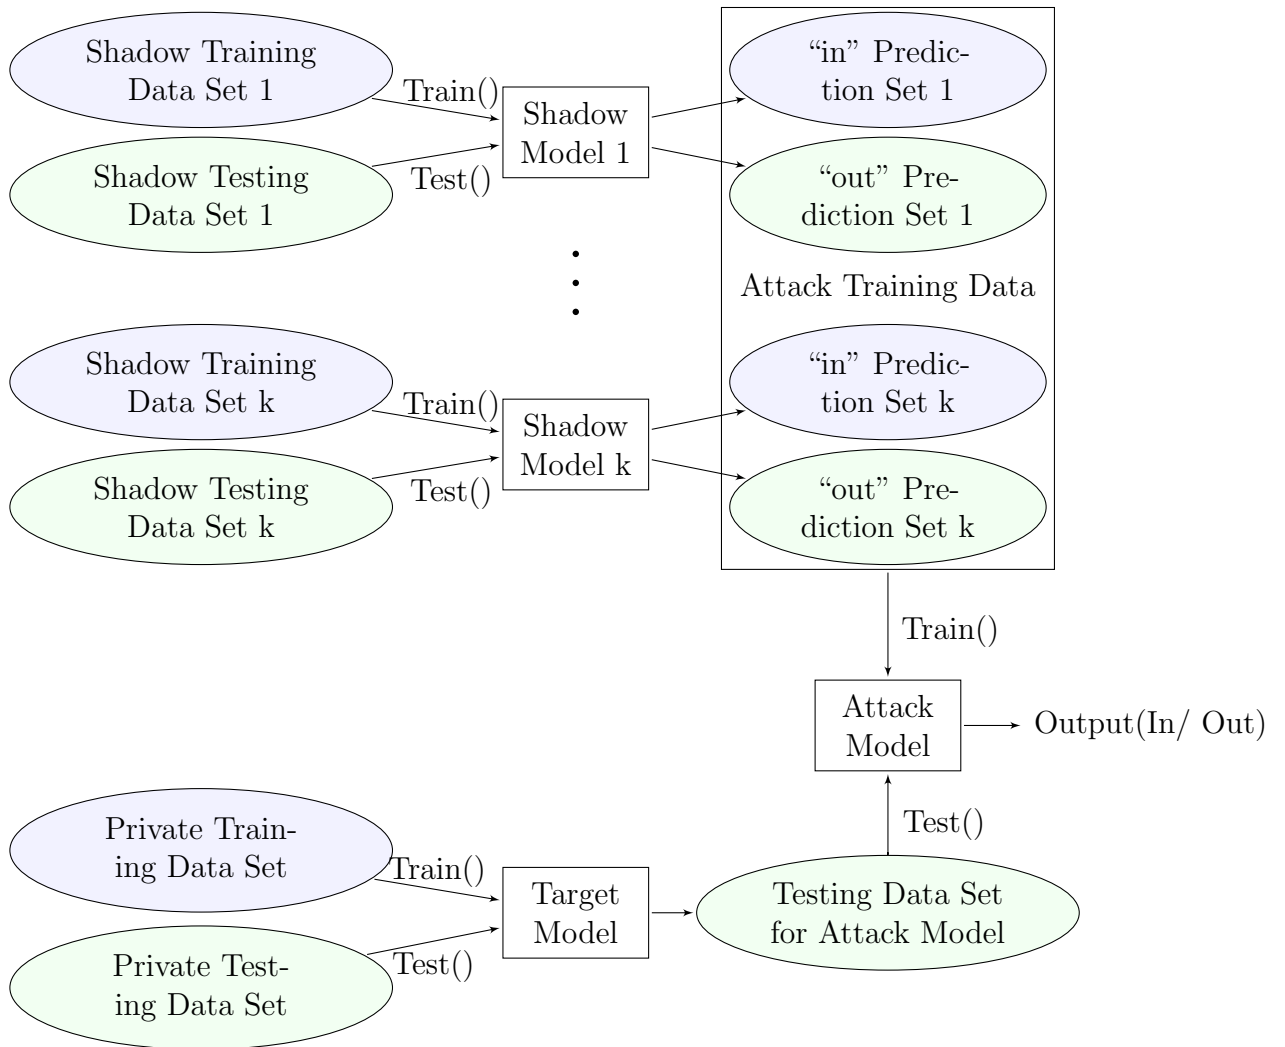 Shadow Training
Data Set 1
Train()
Shadow Testing
Data Set 1
Test()
Shadow
Model 1
“in” Predic-
tion Set 1
“out” Pre-
diction Set 1
Attack Training Data
Shadow Training
Data Set k
Train()
Shadow Testing
Data Set k
Test()
Shadow
Model k
“in” Predic-
tion Set k
“out” Pre-
diction Set k
Train()
Attack
Model
Output(In/ Out)
Test()
Private Train-
ing Data Set
Train()
Private Test-
ing Data Set
Test()
Target
Model
Testing Data Set
for Attack Model